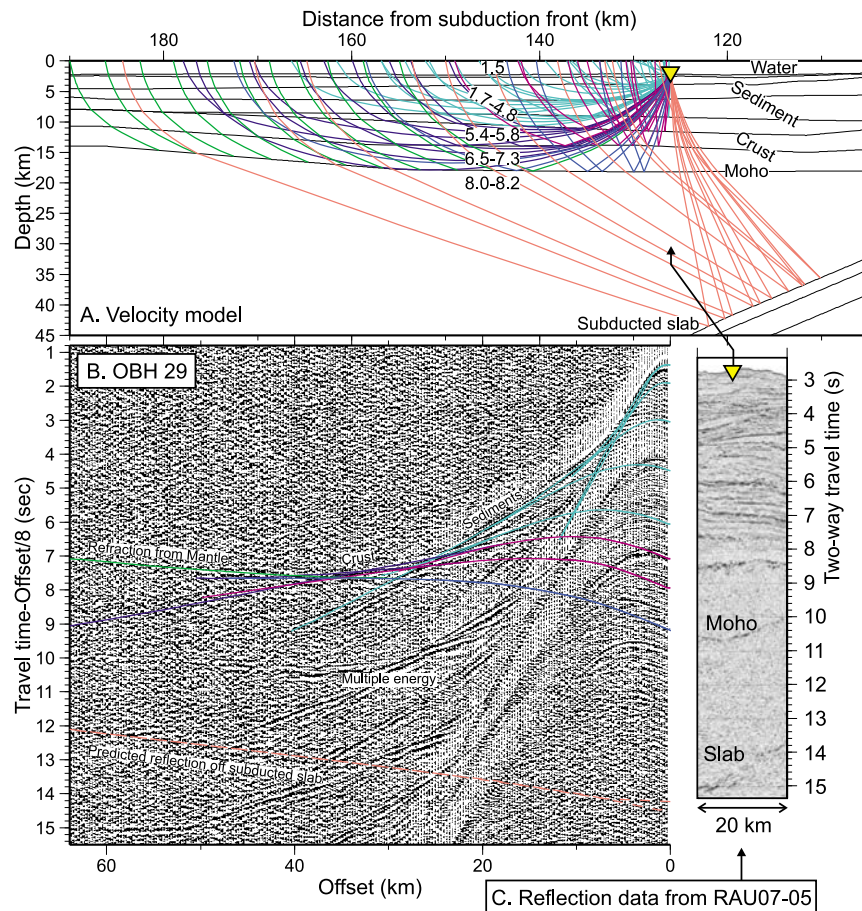 Distance from subduction front (km)
180 160 140 120
0
5
10
15
20
25
30
35
40
45
Depth (km)
1.5
1.7-4.8
5.4-5.8
6.5-7.3
8.0-8.2
Water
Sediment
Crust
Moho
A. Velocity model
Subducted slab
B. OBH 29
1
2
3
4
5
6
7
8
9
10
11
12
13
14
15
Travel time-Offset/8 (sec)
Sediments
Refraction from Mantle
Crust
Multiple energy
Predicted reflection off subducted slab
60 40 20 0
Offset (km)
3
4
5
6
7
8
9
10
11
12
13
14
15
Two-way travel time (s)
Moho
Slab
20 km
C. Reflection data from RAU07-05